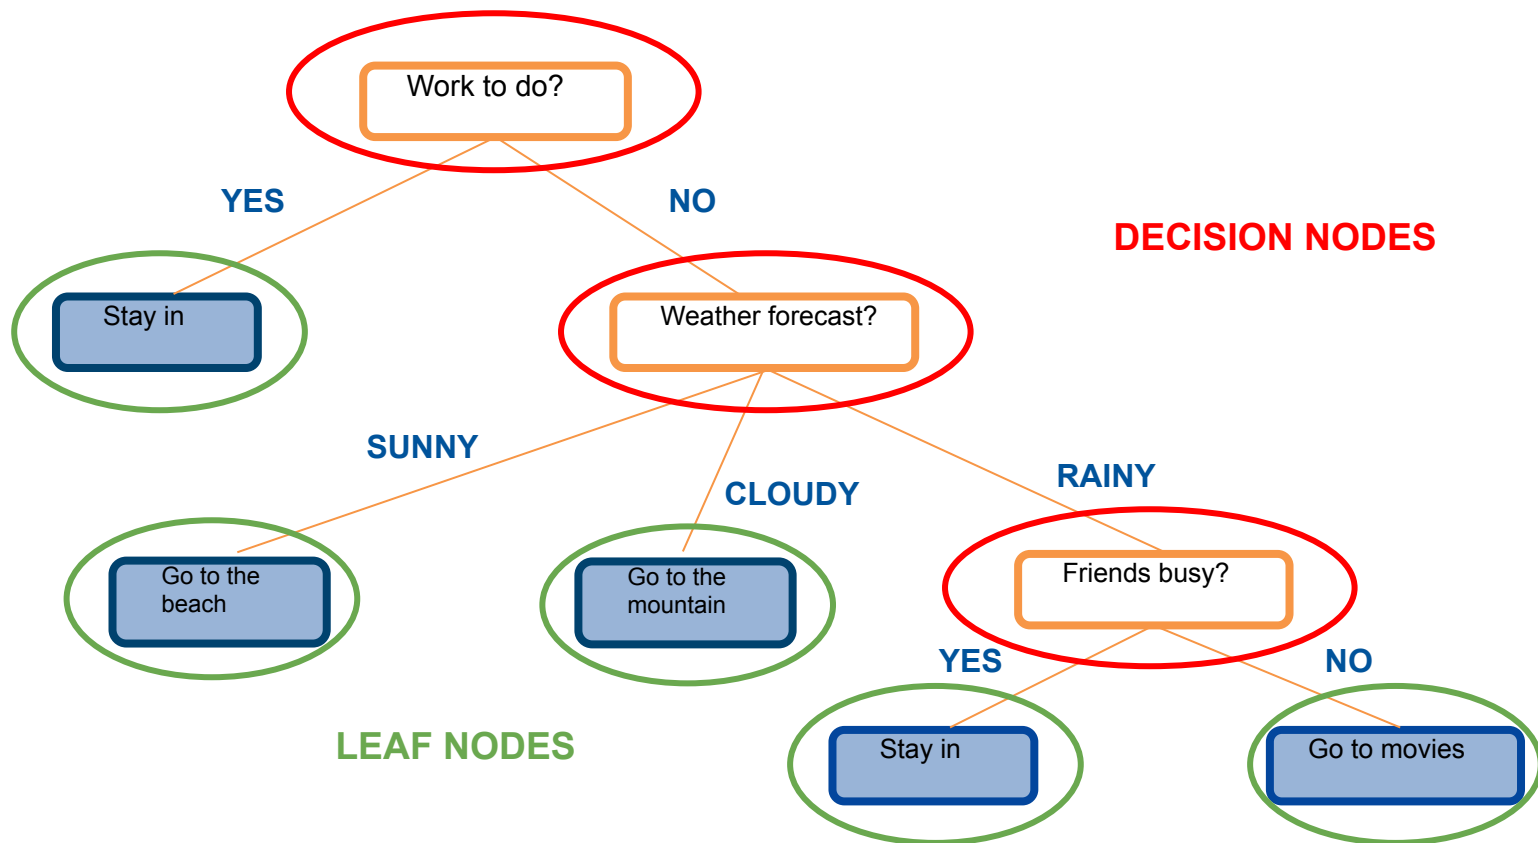 Work to do?
YES
NO
DECISION NODES
Stay in
Weather forecast?
SUNNY
CLOUDY
RAINY
Go to the
beach
Go to the
mountain
Friends busy?
YES
NO
LEAF NODES
Stay in
Go to movies